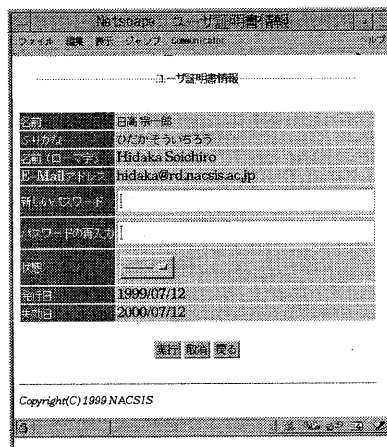 Netscape: ユーザ証明書情報
ファイル 編集 表示 ジャンプ Communicator ヘルプ
ユーザ証明書情報
名前 日高宗一郎
ふりがな ひだかそういちろう
名前(ローマ字) Hidaka Soichiro
E-Mailアドレス hidaka@rd.nacsis.ac.jp
新しいパスワード
パスワードの再入力
状態
発行日 1999/07/12
失効日 2000/07/12
実行 取消 戻る
Copyright(C) 1999 NACSIS